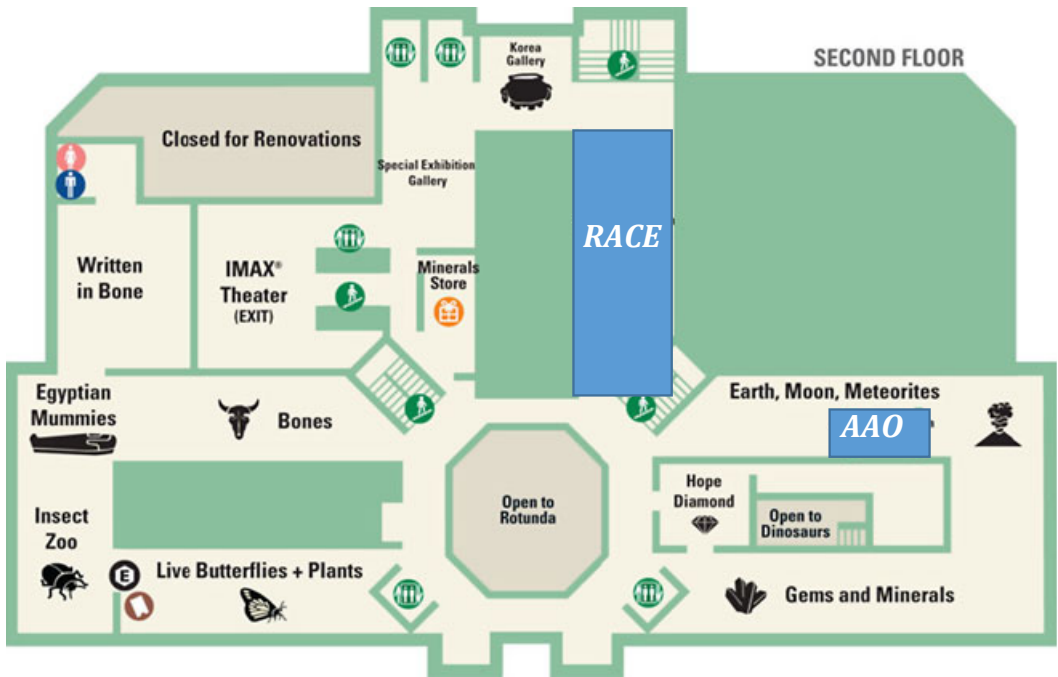 SECOND FLOOR
Korea
Gallery
Closed for Renovations
Special Exhibition
Gallery
RACE
Written
in Bone
IMAX®
Theater
(EXIT)
Minerals
Store
Egyptian
Mummies
Bones
Earth, Moon, Meteorites
AAO
Hope
Diamond
Open to
Rotunda
Open to
Dinosaurs
Insect
Zoo
E
Live Butterflies + Plants
Gems and Minerals